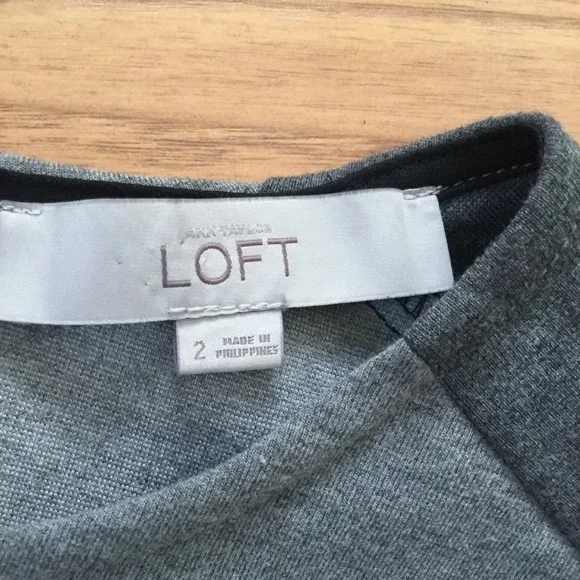 ANN TAYLOR
LOFT
2
MADE IN
PHILIPPINES